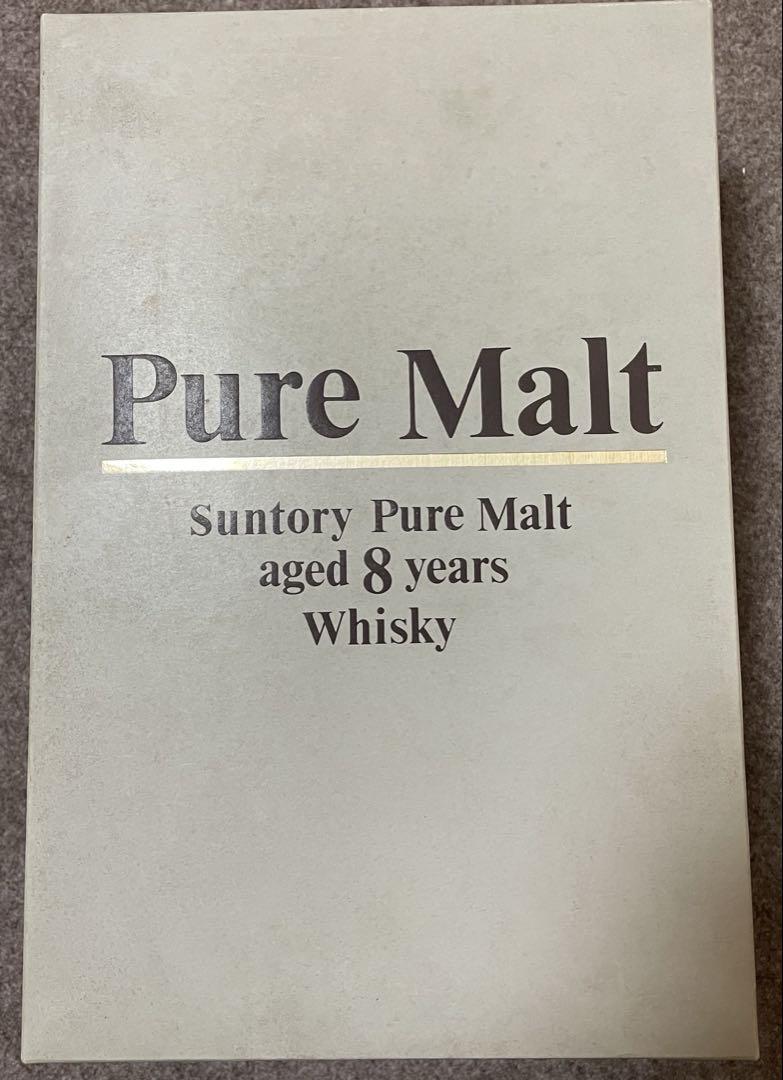 Pure Malt
Suntory Pure Malt
aged 8 years
Whisky